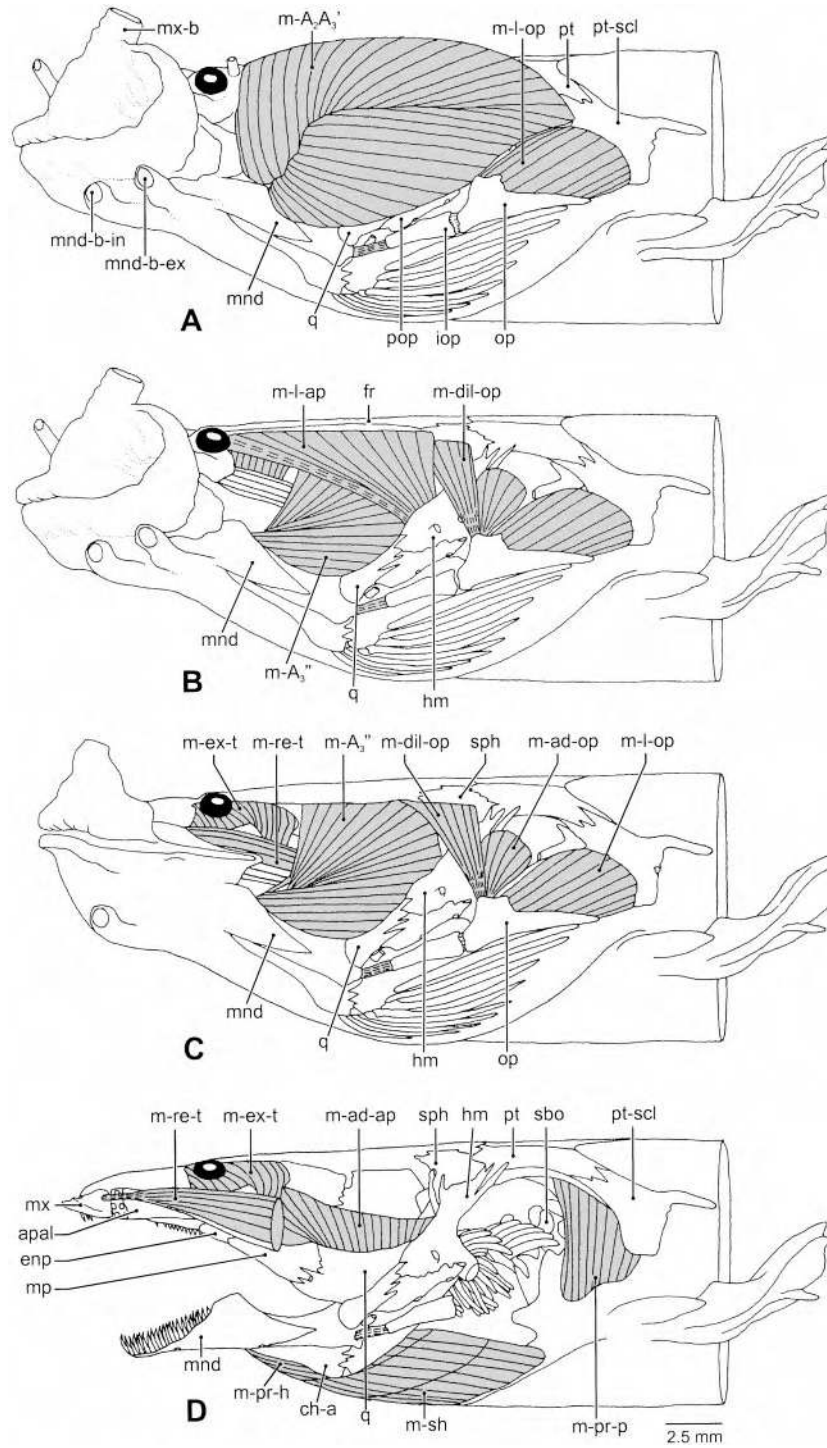 mx-b m-A₂A₃' m-l-op pt pt-scl
mnd-b-in
mnd-b-ex
mnd q pop iop op
A
m-l-ap fr m-dil-op
mnd
m-A₃'' q hm
B
m-ex-t m-re-t m-A₃'' m-dil-op sph m-ad-op m-l-op
mnd q hm op
C
m-re-t m-ex-t m-ad-ap sph hm pt sbo pt-scl
mx
apal
enp
mp
mnd
m-pr-h ch-a q m-sh m-pr-p
D
2.5 mm